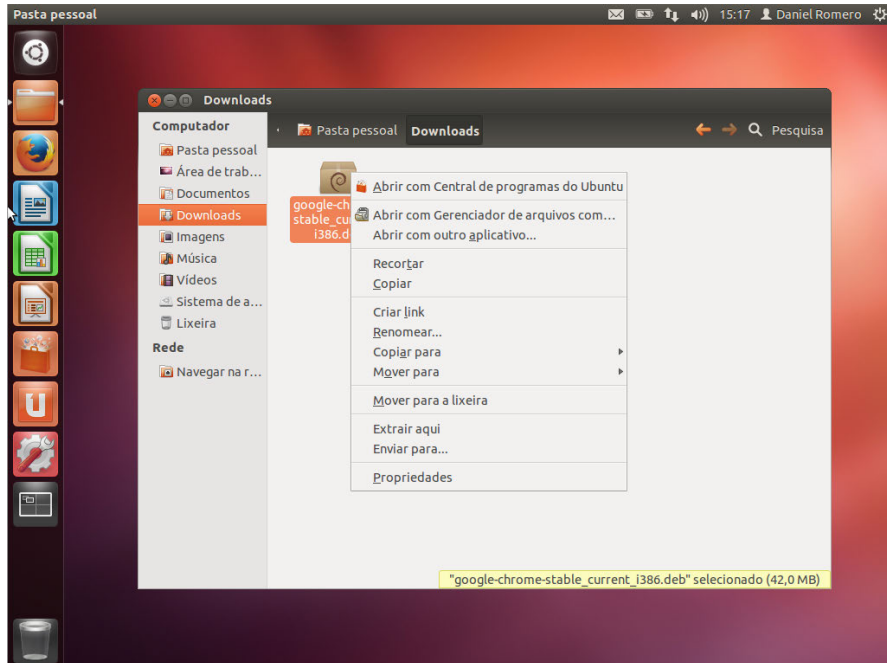 Pasta pessoal
15:17 Daniel Romero
Downloads
Computador
Pasta pessoal
Área de trab...
Documentos
Downloads
Imagens
Música
Vídeos
Sistema de a...
Lixeira
Rede
Navegar na r...
Pasta pessoal Downloads
Pesquisa
google-ch
stable_cu
i386.d
Abrir com Central de programas do Ubuntu
Abrir com Gerenciador de arquivos com...
Abrir com outro aplicativo...
Recortar
Copiar
Criar link
Renomear...
Copiar para
Mover para
Mover para a lixeira
Extrair aqui
Enviar para...
Propriedades
"google-chrome-stable_current_i386.deb" selecionado (42,0 MB)